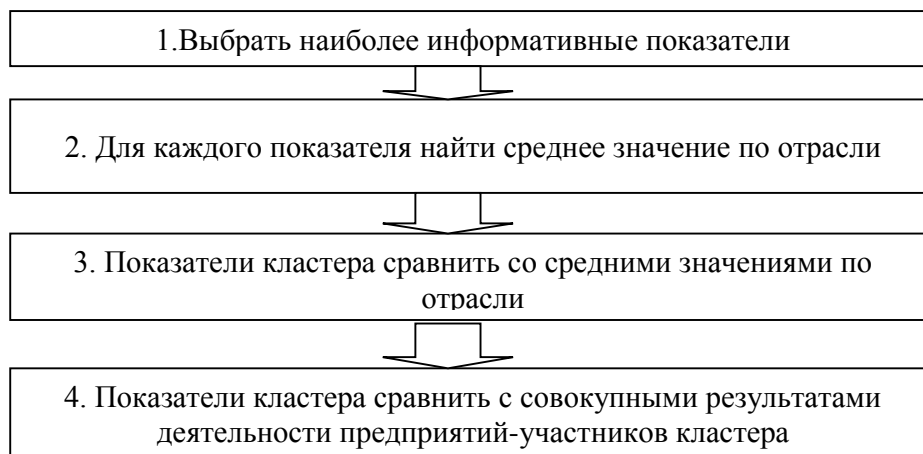 1.Выбрать наиболее информативные показатели
2. Для каждого показателя найти среднее значение по отрасли
3. Показатели кластера сравнить со средними значениями по
отрасли
4. Показатели кластера сравнить с совокупными результатами
деятельности предприятий-участников кластера